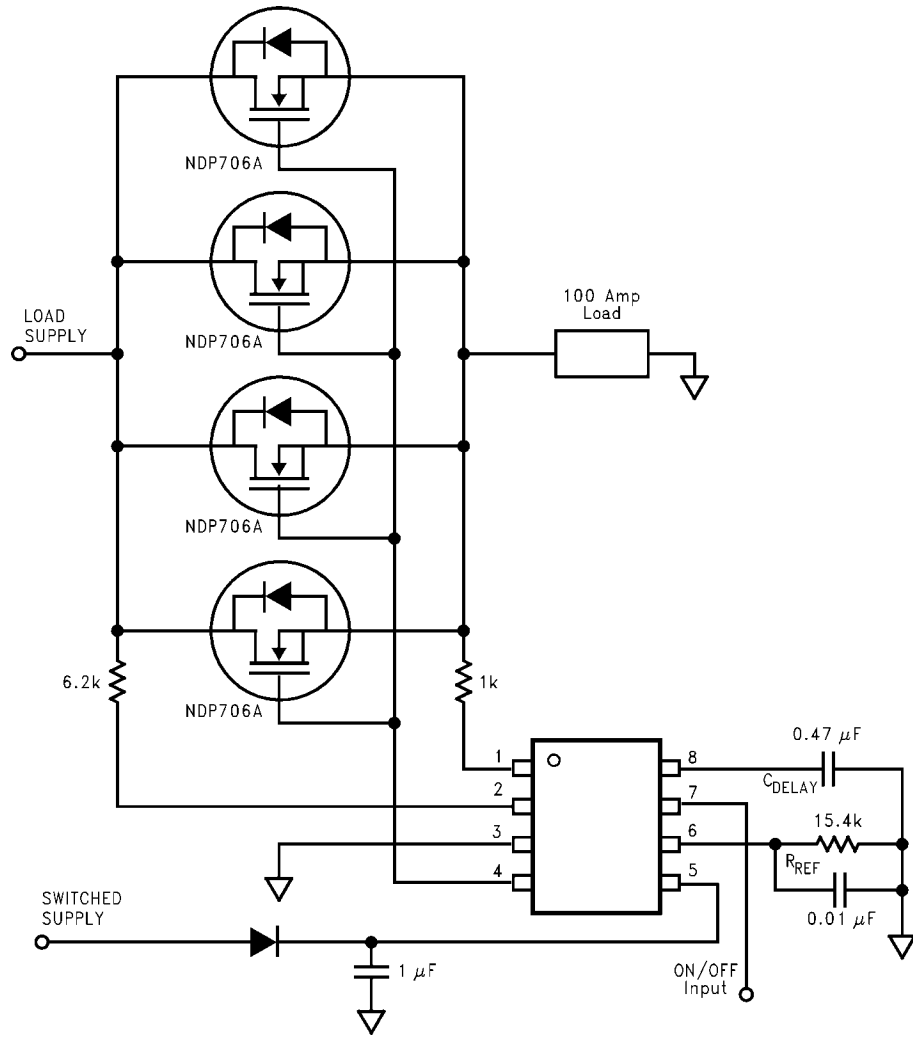 NDP706A
NDP706A
LOAD
SUPPLY
100 Amp
Load
NDP706A
6.2k
1k
NDP706A
1
2
3
4
8
7
6
5
0.47 μF
C_DELAY
15.4k
R_REF
0.01 μF
SWITCHED
SUPPLY
1 μF
ON/OFF
Input